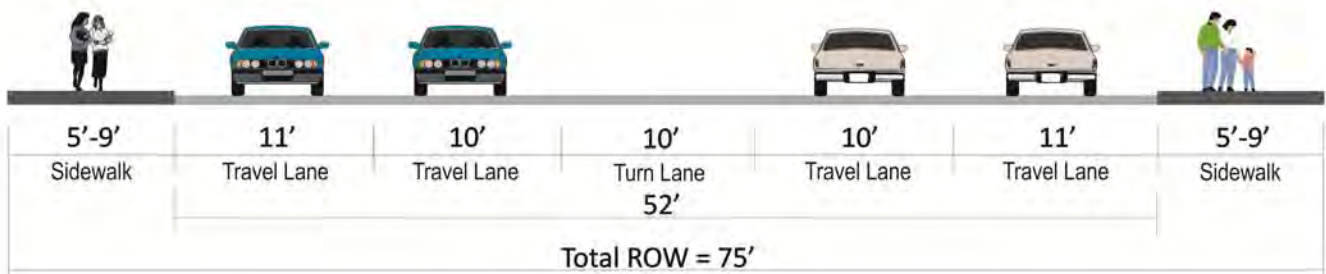 5’-9’ 11’ 10’ 10’ 10’ 11’ 5’-9’
Sidewalk Travel Lane Travel Lane Turn Lane Travel Lane Travel Lane Sidewalk
52’
Total ROW = 75’